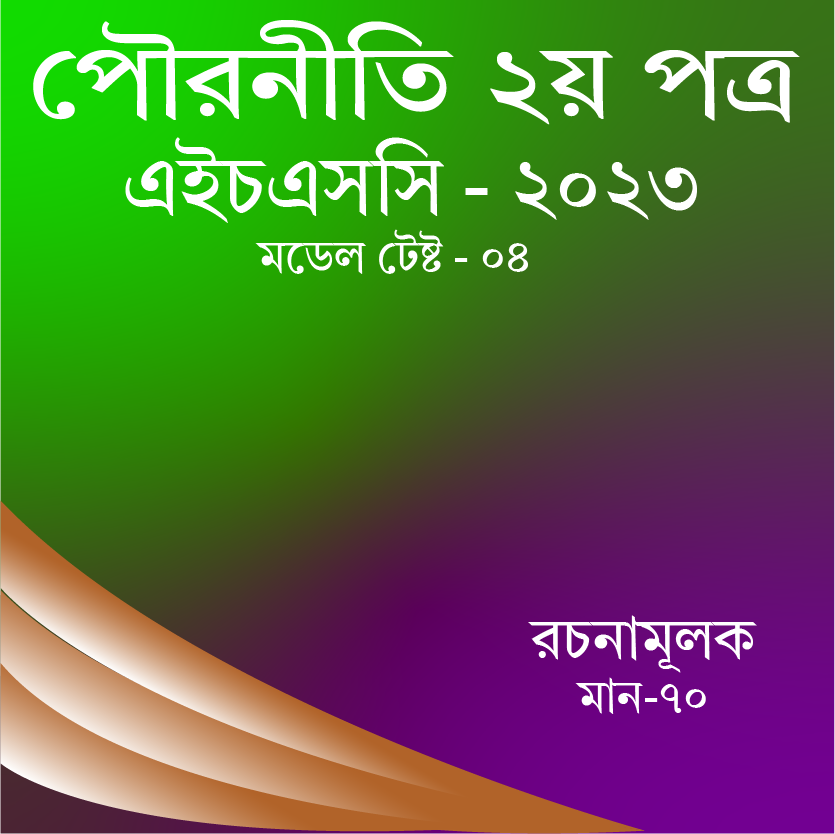 পৌরনীতি ২য় পত্র
এইচএসসি - ২০২৩
মডেল টেষ্ট - ০৪
রচনামূলক
মান-৭০